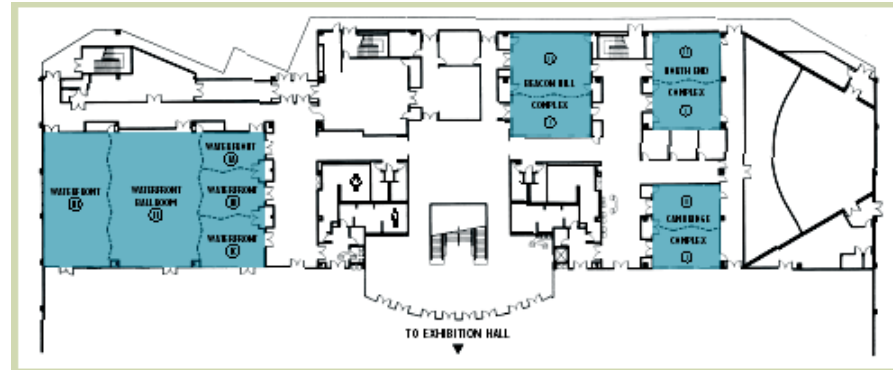 BEACON HILL
COMPLEX
NORTH END
COMPLEX
WATERFRONT
WATERFRONT
BALLROOM
WATERFRONT
WATERFRONT
WATERFRONT
CAMBRIDGE
COMPLEX
TO EXHIBITION HALL